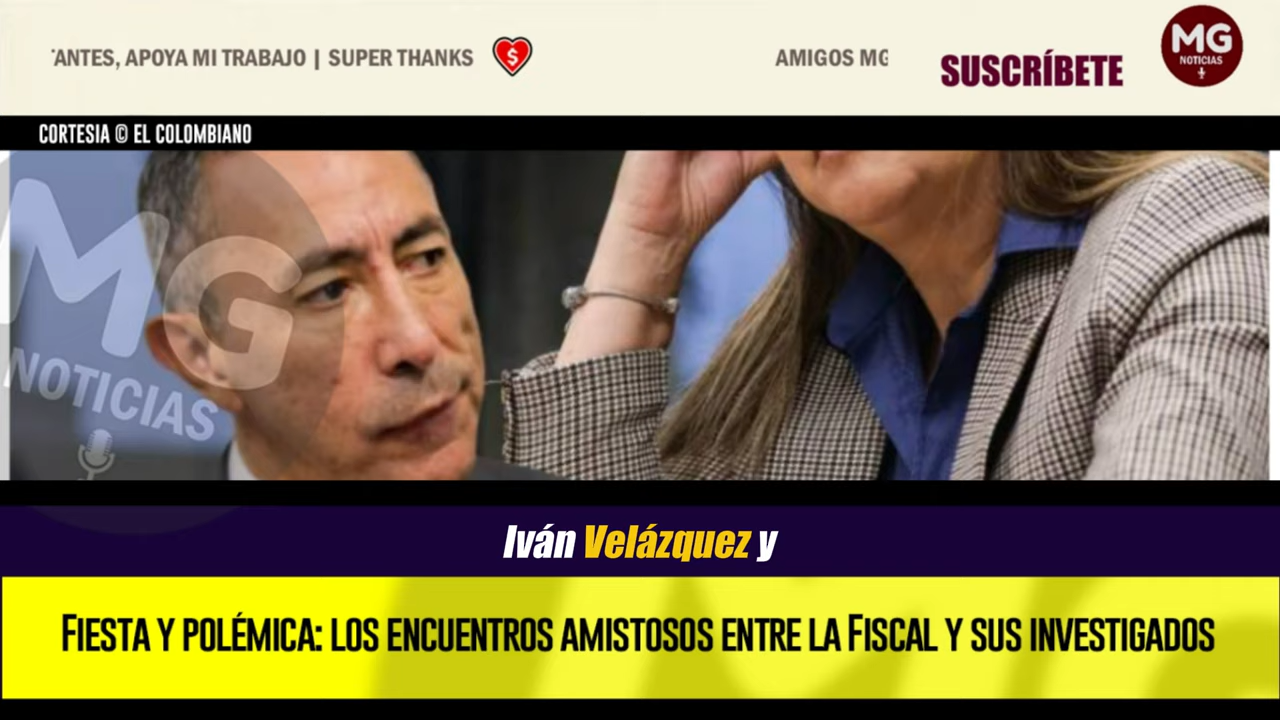 'ANTES, APOYA MI TRABAJO | SUPER THANKS
AMIGOS MG
SUSCRÍBETE
MG
NOTICIAS
CORTESIA © EL COLOMBIANO
MG
NOTICIAS
Iván Velázquez y
FIESTA Y POLÉMICA: LOS ENCUENTROS AMISTOSOS ENTRE LA FISCAL Y SUS INVESTIGADOS